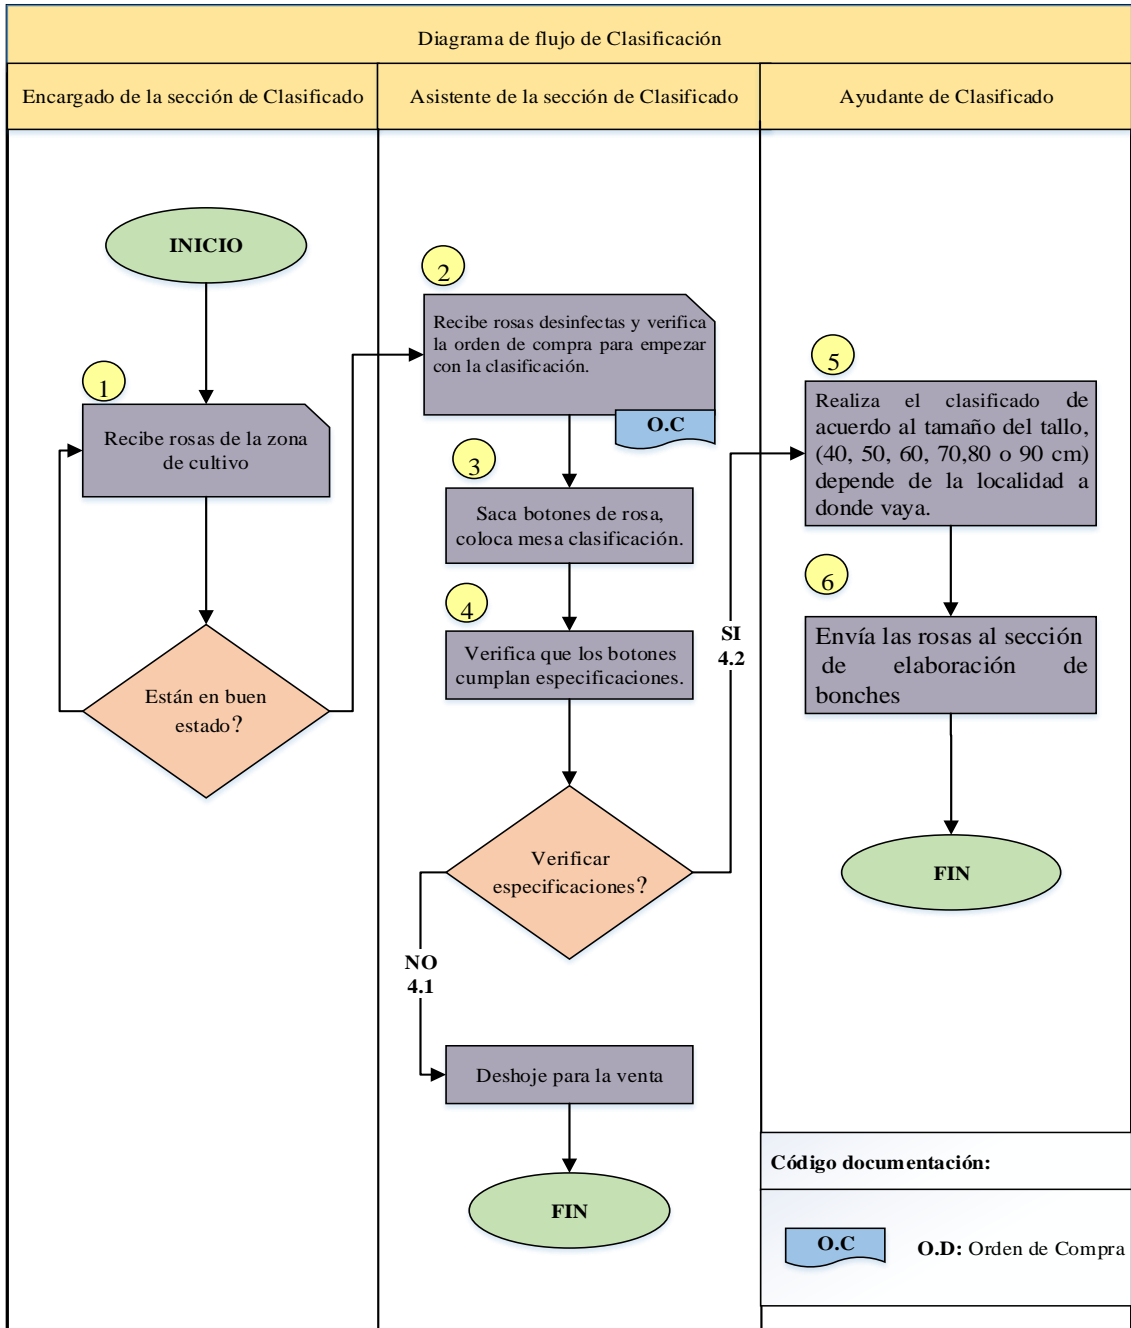 Diagrama de flujo de Clasificación
Encargado de la sección de Clasificado
Asistente de la sección de Clasificado
Ayudante de Clasificado
INICIO
1
Recibe rosas de la zona
de cultivo
Están en buen
estado?
2
Recibe rosas desinfectas y verifica
la orden de compra para empezar
con la clasificación.
O.C
3
Saca botones de rosa,
coloca mesa clasificación.
4
Verifica que los botones
cumplan especificaciones.
Verificar
especificaciones?
NO
4.1
SI
4.2
Deshoje para la venta
FIN
5
Realiza el clasificado de
acuerdo al tamaño del tallo,
(40, 50, 60, 70,80 o 90 cm)
depende de la localidad a
donde vaya.
6
Envía las rosas al sección
de elaboración de
bonches
FIN
Código documentación:
O.C
O.D: Orden de Compra